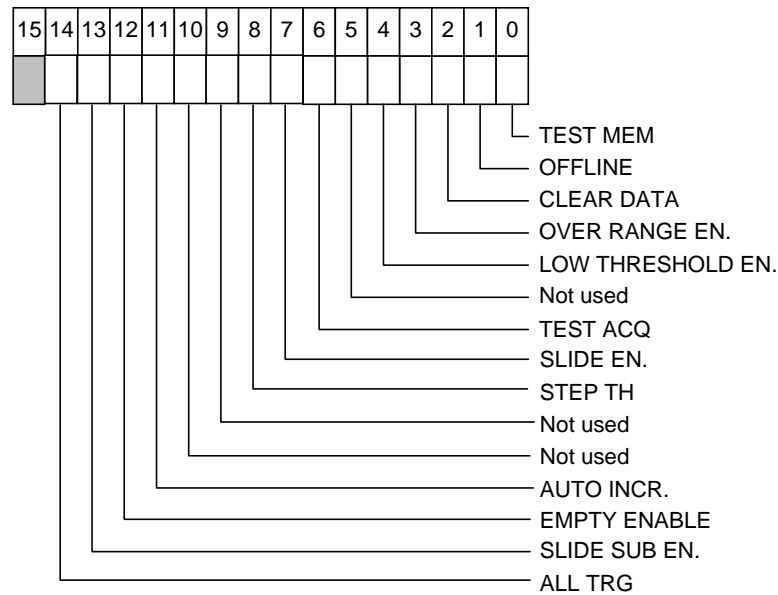 15 14 13 12 11 10 9 8 7 6 5 4 3 2 1 0
TEST MEM
OFFLINE
CLEAR DATA
OVER RANGE EN.
LOW THRESHOLD EN.
Not used
TEST ACQ
SLIDE EN.
STEP TH
Not used
Not used
AUTO INCR.
EMPTY ENABLE
SLIDE SUB EN.
ALL TRG